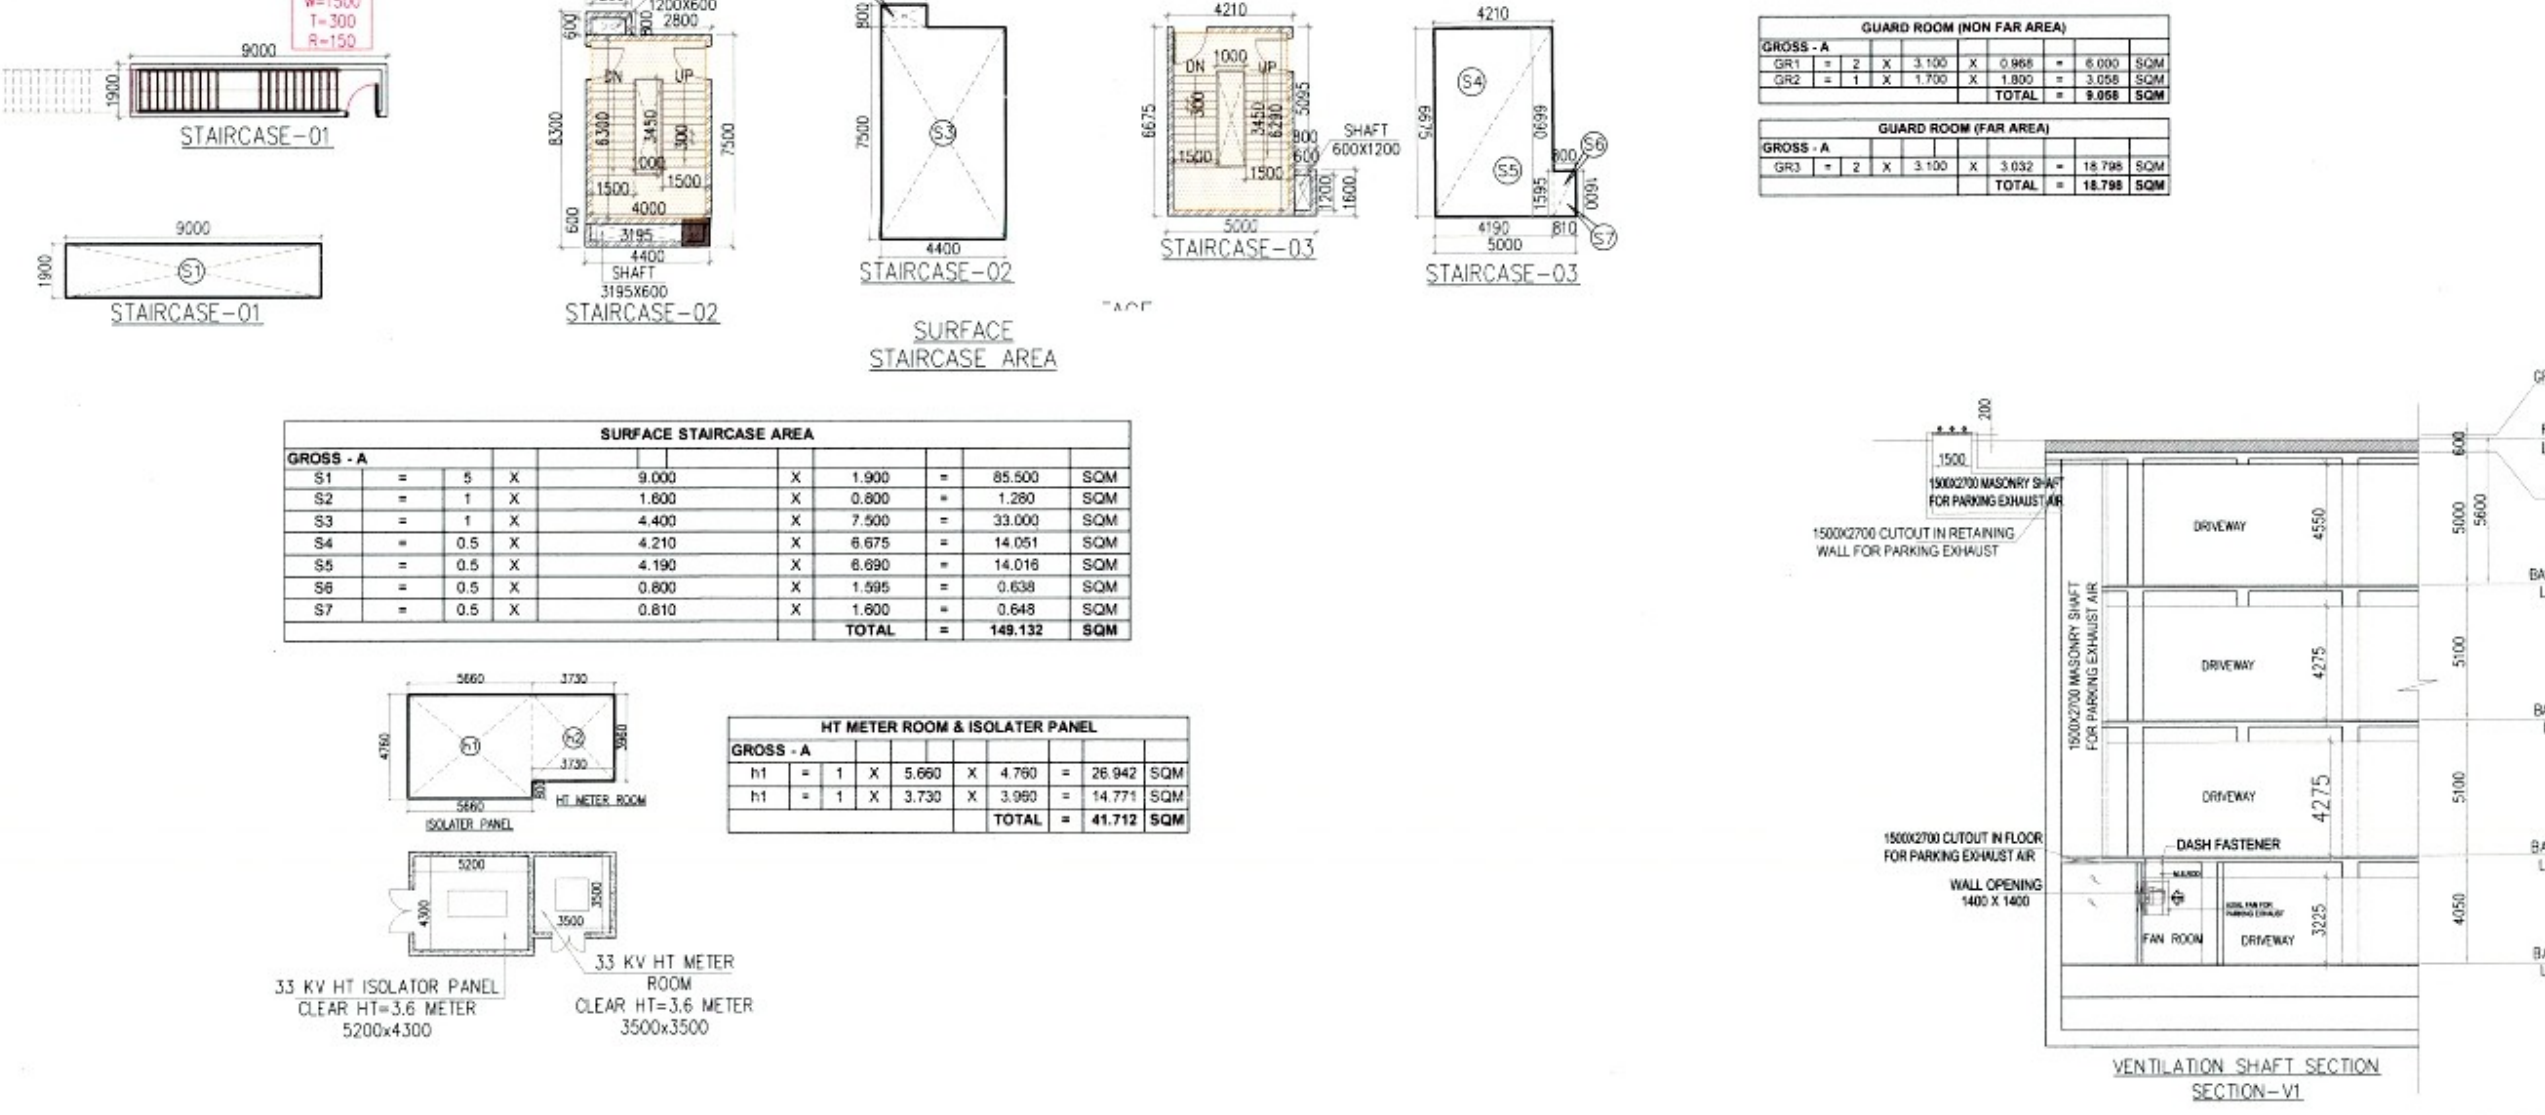 W=1500
T=300
R=150
9000
1900
STAIRCASE-01
9000
1900
S1
STAIRCASE-01
600
1200X600
800
2800
DN
UP
8300
6300
3450
300
7500
1000
1500
1500
4000
600
3195
4400
SHAFT
3195X600
STAIRCASE-02
800
7500
S3
4400
STAIRCASE-02
4210
DN
1000
UP
6675
300
3450
6290
5095
800
600
SHAFT
600X1200
1500
1500
1200
1600
5000
STAIRCASE-03
4210
S4
6675
6690
S5
800
S6
1595
1600
4190
810
S7
5000
STAIRCASE-03
SURFACE
STAIRCASE AREA
GUARD ROOM (NON FAR AREA)
GROSS - A
GR1 = 2 X 3.100 X 0.968 = 6.000 SQM
GR2 = 1 X 1.700 X 1.800 = 3.058 SQM
TOTAL = 9.058 SQM
GUARD ROOM (FAR AREA)
GROSS - A
GR3 = 2 X 3.100 X 3.032 = 18.798 SQM
TOTAL = 18.798 SQM
SURFACE STAIRCASE AREA
GROSS - A
S1 = 5 X 9.000 X 1.900 = 85.500 SQM
S2 = 1 X 1.600 X 0.800 = 1.280 SQM
S3 = 1 X 4.400 X 7.500 = 33.000 SQM
S4 = 0.5 X 4.210 X 6.675 = 14.051 SQM
S5 = 0.5 X 4.190 X 6.690 = 14.016 SQM
S6 = 0.5 X 0.800 X 1.595 = 0.638 SQM
S7 = 0.5 X 0.810 X 1.600 = 0.648 SQM
TOTAL = 149.132 SQM
5660
3730
4760
h1
h2
3960
3730
800
5660
HT METER ROOM
ISOLATER PANEL
HT METER ROOM & ISOLATER PANEL
GROSS - A
h1 = 1 X 5.660 X 4.760 = 26.942 SQM
h1 = 1 X 3.730 X 3.960 = 14.771 SQM
TOTAL = 41.712 SQM
5200
4300
3500
3500
33 KV HT ISOLATOR PANEL
CLEAR HT=3.6 METER
5200x4300
33 KV HT METER
ROOM
CLEAR HT=3.6 METER
3500x3500
200
1500
1500X2700 MASONRY SHAFT
FOR PARKING EXHAUST AIR
1500X2700 CUTOUT IN RETAINING
WALL FOR PARKING EXHAUST
600
DRIVEWAY
4550
5000
5600
1500X2700 MASONRY SHAFT
FOR PARKING EXHAUST AIR
DRIVEWAY
4275
5100
DRIVEWAY
4275
5100
1500X2700 CUTOUT IN FLOOR
FOR PARKING EXHAUST AIR
DASH FASTENER
WALL OPENING
1400 X 1400
AXIAL FAN FOR
PARKING EXHAUST
3225
4050
FAN ROOM
DRIVEWAY
VENTILATION SHAFT SECTION
SECTION-V1